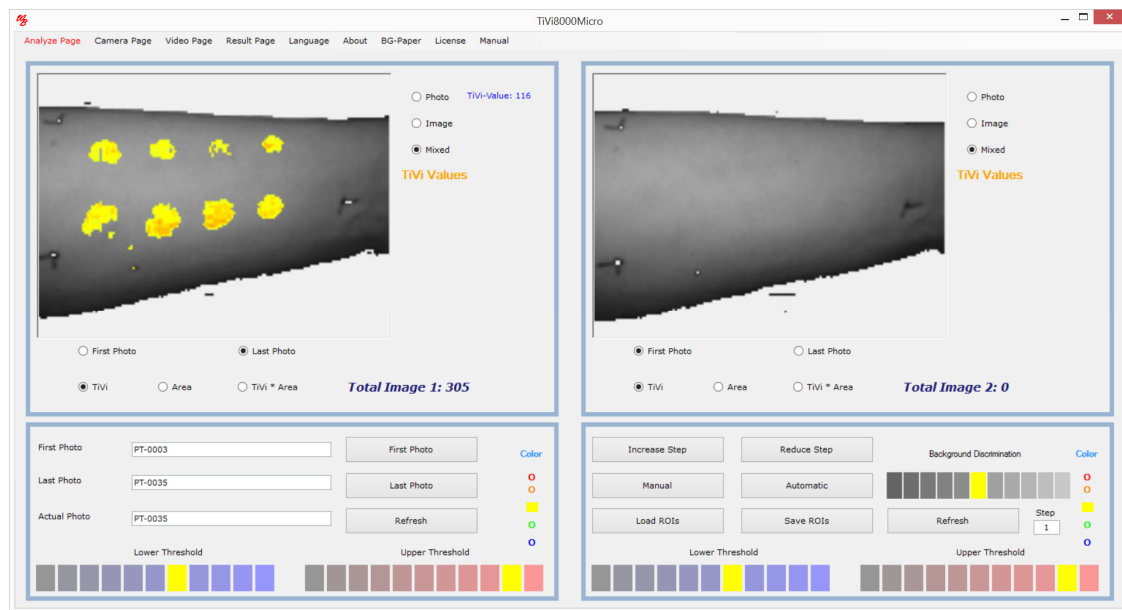 TiVi8000Micro
Analyze Page Camera Page Video Page Result Page Language About BG-Paper License Manual
Photo TiVi-Value: 116
Image
Mixed
TiVi Values
First Photo Last Photo
TiVi Area TiVi * Area Total Image 1: 305
Photo
Image
Mixed
TiVi Values
First Photo Last Photo
TiVi Area TiVi * Area Total Image 2: 0
First Photo PT-0003 First Photo Color
Last Photo PT-0035 Last Photo
Actual Photo PT-0035 Refresh
Lower Threshold Upper Threshold
Increase Step Reduce Step Background Discrimination Color
Manual Automatic
Load ROIs Save ROIs Refresh Step
1
Lower Threshold Upper Threshold